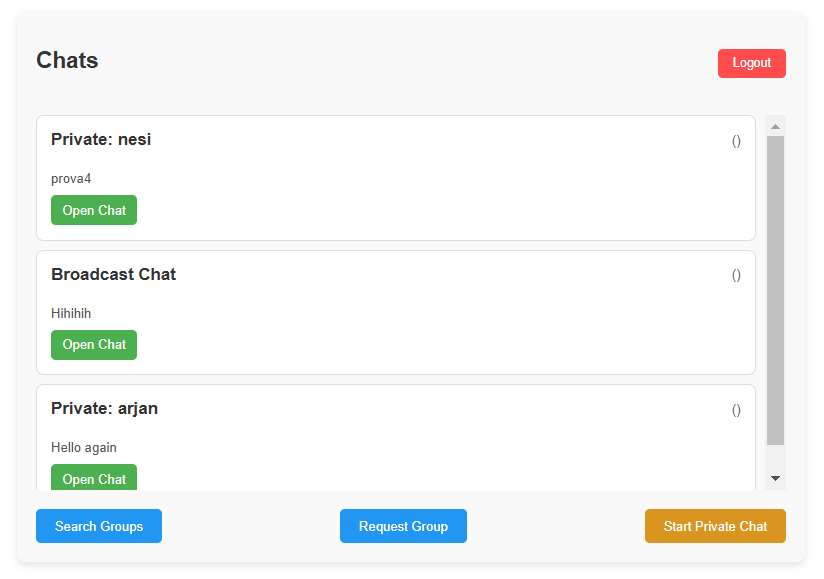 Chats
Logout
Private: nesi
()
prova4
Open Chat
Broadcast Chat
()
Hihihih
Open Chat
Private: arjan
()
Hello again
Open Chat
Search Groups
Request Group
Start Private Chat